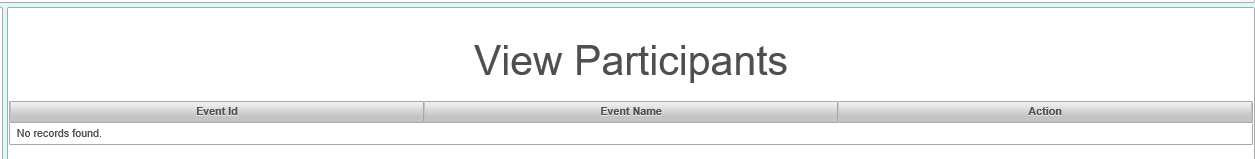 View Participants
Event Id Event Name Action
No records found.